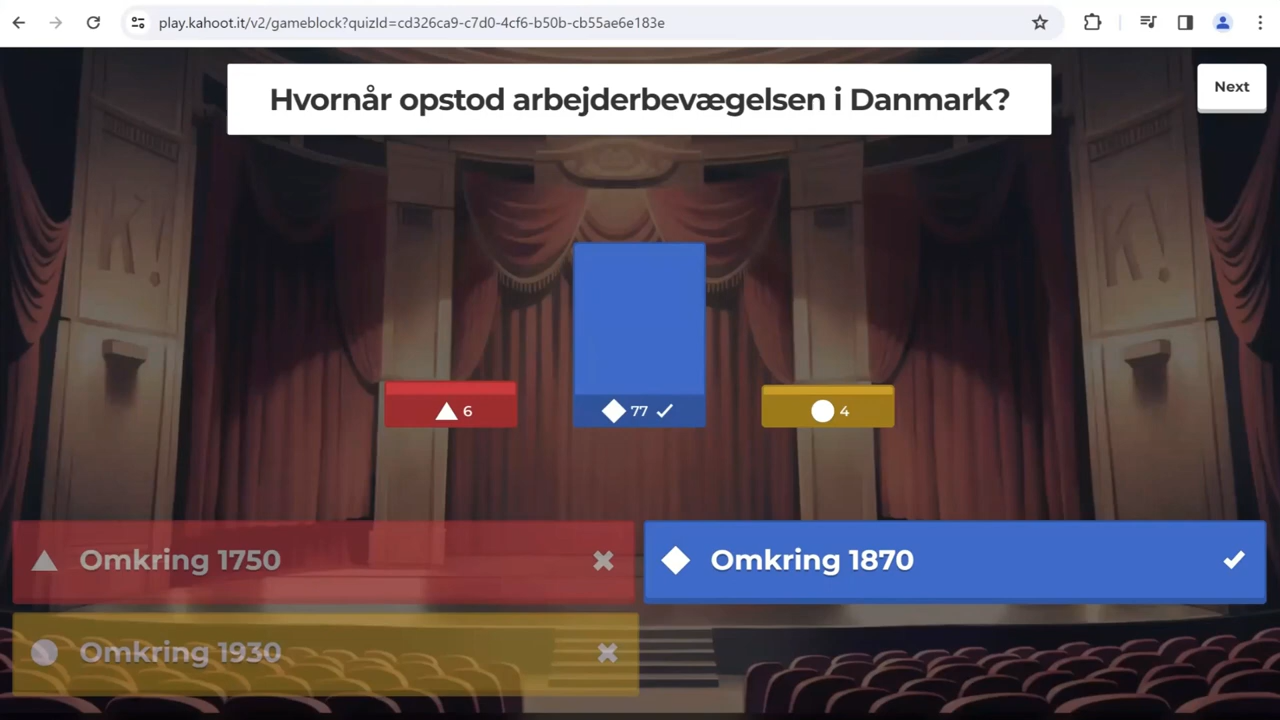 play.kahoot.it/v2/gameblock?quizId=cd326ca9-c7d0-4cf6-b50b-cb55ae6e183e
Hvornår opstod arbejderbevægelsen i Danmark?
Next
K!
K!
6
77
4
Omkring 1750
Omkring 1870
Omkring 1930